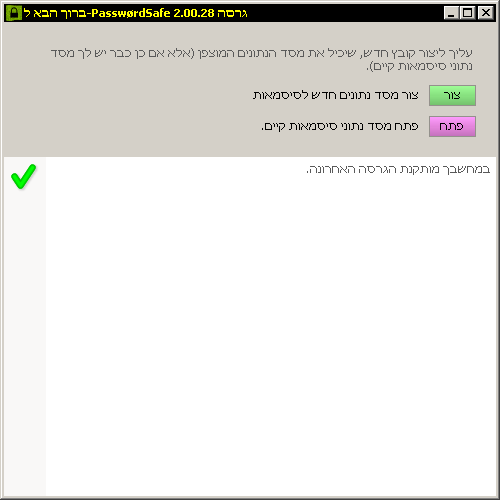 ברוך הבא ל-PasswørdSafe 2.00.28 גרסה
עליך ליצור קובץ חדש, שיכיל את מסד הנתונים המוצפן (אלא אם כן כבר יש לך מסד
נתוני סיסמאות קיים).
צור צור מסד נתונים חדש לסיסמאות
פתח פתח מסד נתוני סיסמאות קיים.
במחשבך מותקנת הגרסה האחרונה.